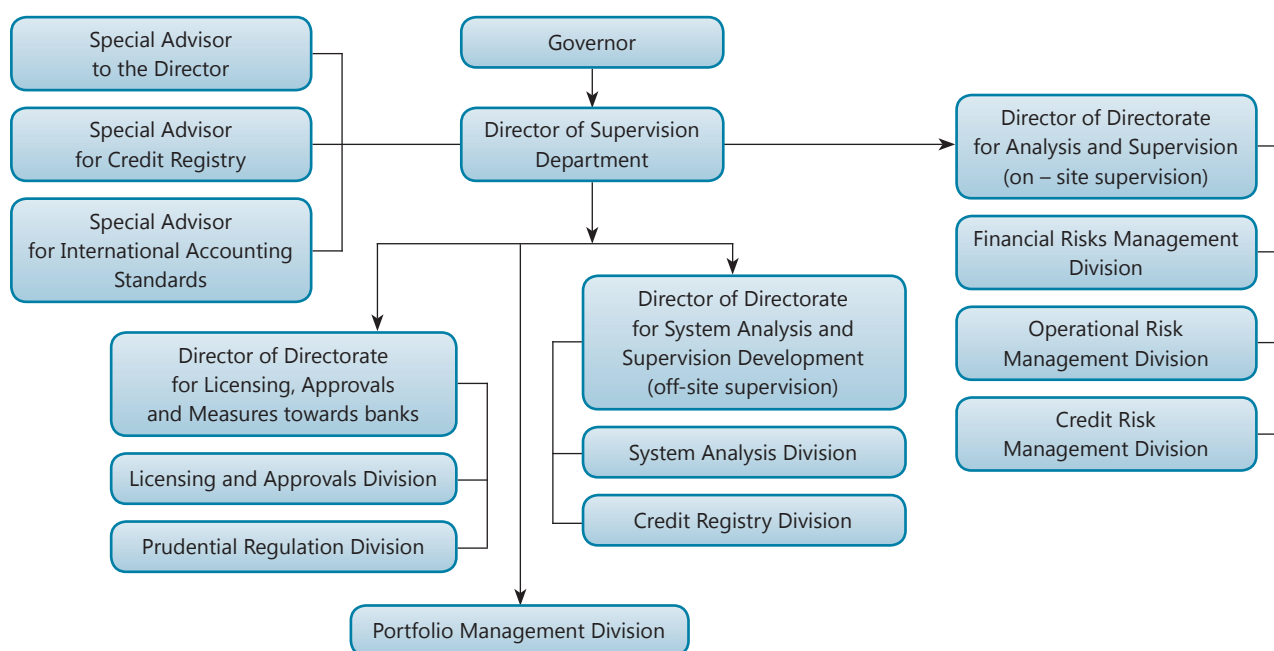 Special Advisor
to the Director
Special Advisor
for Credit Registry
Special Advisor
for International Accounting
Standards
Governor
Director of Supervision
Department
Director of Directorate
for Analysis and Supervision
(on – site supervision)
Financial Risks Management
Division
Operational Risk
Management Division
Credit Risk
Management Division
Director of Directorate
for Licensing, Approvals
and Measures towards banks
Licensing and Approvals Division
Prudential Regulation Division
Director of Directorate
for System Analysis and
Supervision Development
(off-site supervision)
System Analysis Division
Credit Registry Division
Portfolio Management Division